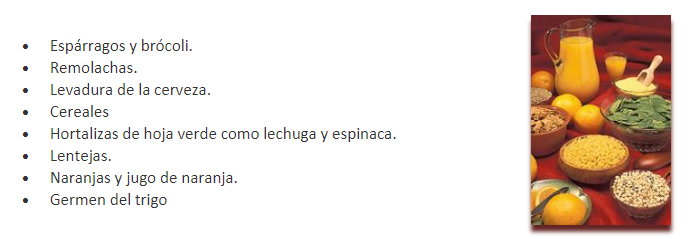 • Espárragos y brócoli.
• Remolachas.
• Levadura de la cerveza.
• Cereales
• Hortalizas de hoja verde como lechuga y espinaca.
• Lentejas.
• Naranjas y jugo de naranja.
• Germen del trigo